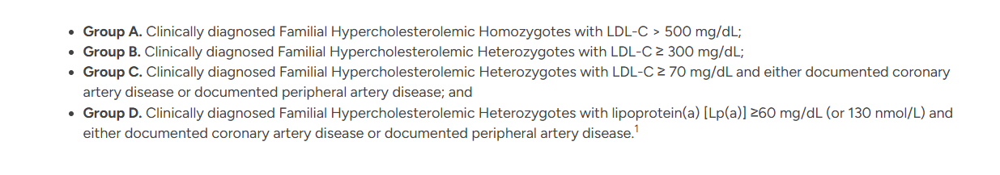 • Group A. Clinically diagnosed Familial Hypercholesterolemic Homozygotes with LDL-C > 500 mg/dL;
• Group B. Clinically diagnosed Familial Hypercholesterolemic Heterozygotes with LDL-C ≥ 300 mg/dL;
• Group C. Clinically diagnosed Familial Hypercholesterolemic Heterozygotes with LDL-C ≥ 70 mg/dL and either documented coronary
artery disease or documented peripheral artery disease; and
• Group D. Clinically diagnosed Familial Hypercholesterolemic Heterozygotes with lipoprotein(a) [Lp(a)] ≥60 mg/dL (or 130 nmol/L) and
either documented coronary artery disease or documented peripheral artery disease.¹